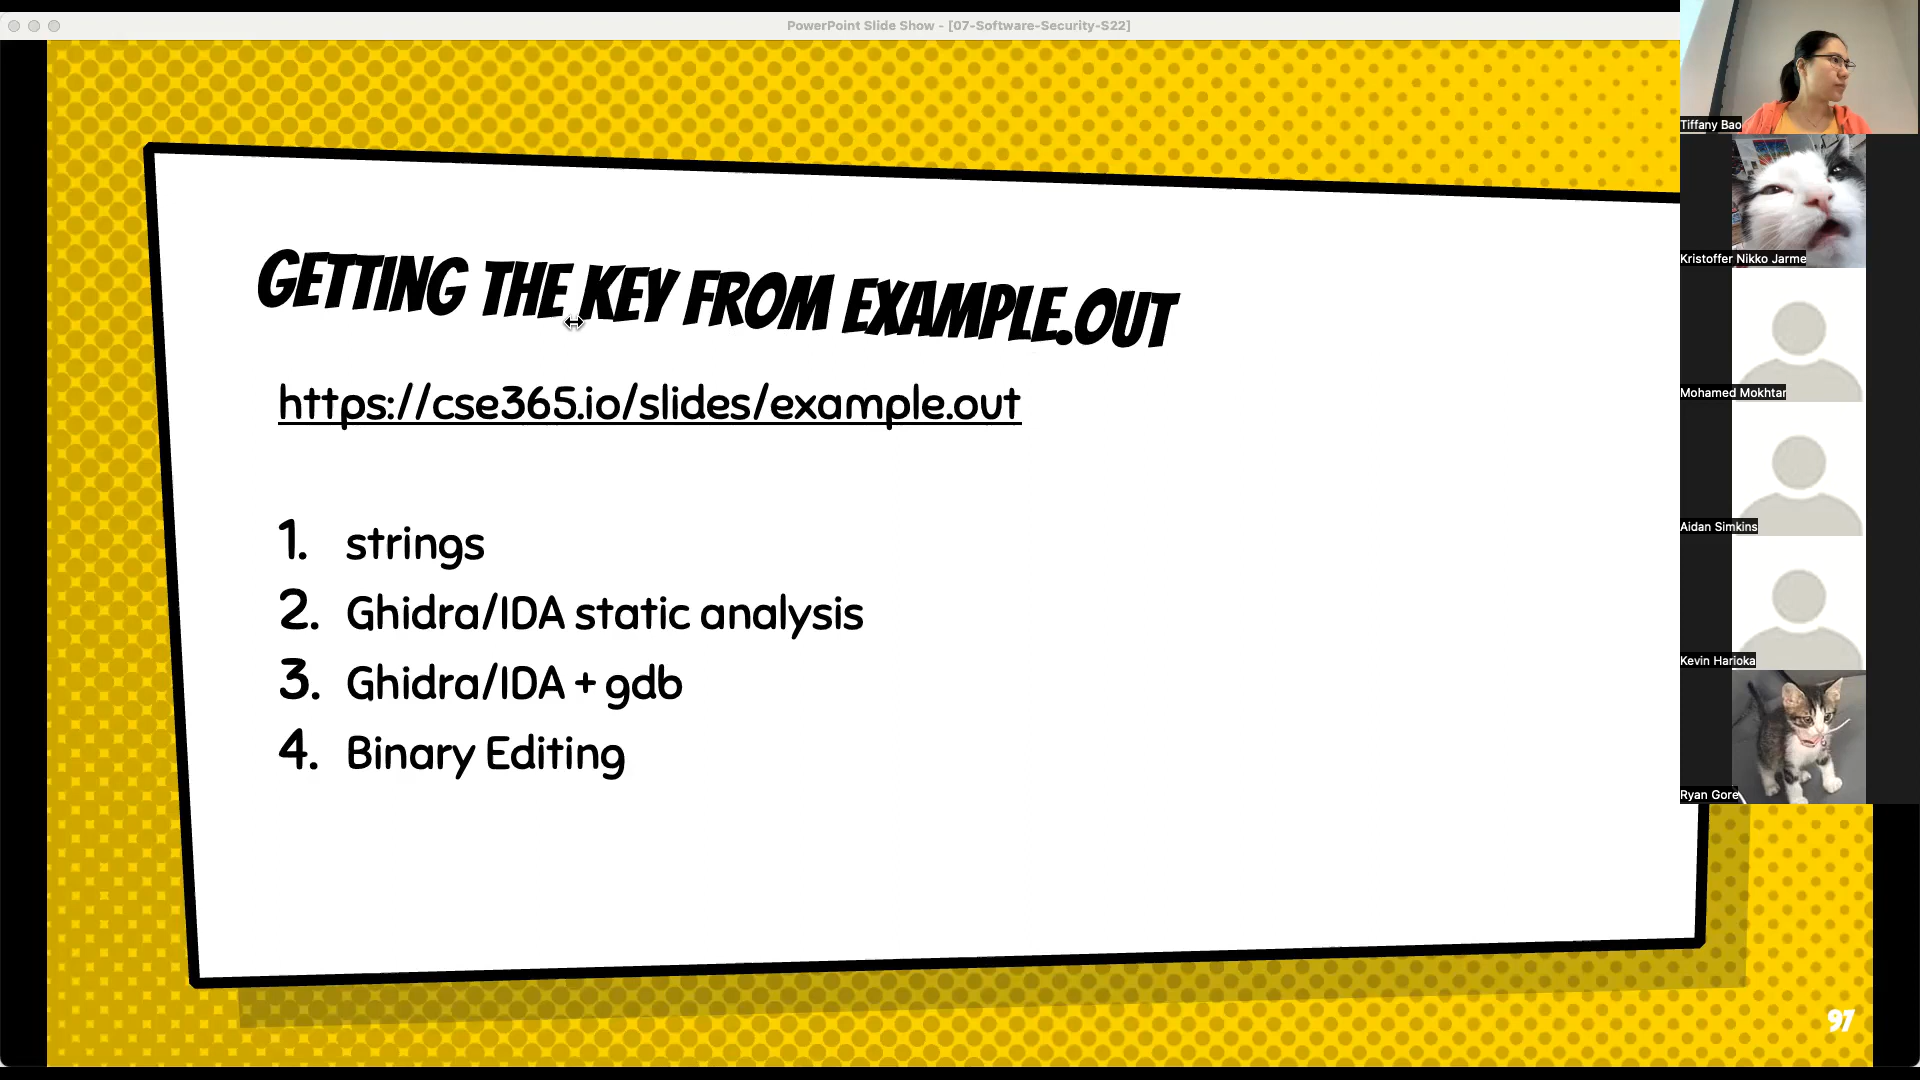 PowerPoint Slide Show - [07-Software-Security-S22]
GETTING THE KEY FROM EXAMPLE.OUT
https://cse365.io/slides/example.out
1. strings
2. Ghidra/IDA static analysis
3. Ghidra/IDA + gdb
4. Binary Editing
97
Tiffany Bao
Kristoffer Nikko Jarme
Mohamed Mokhtar
Aidan Simkins
Kevin Harioka
Ryan Gore